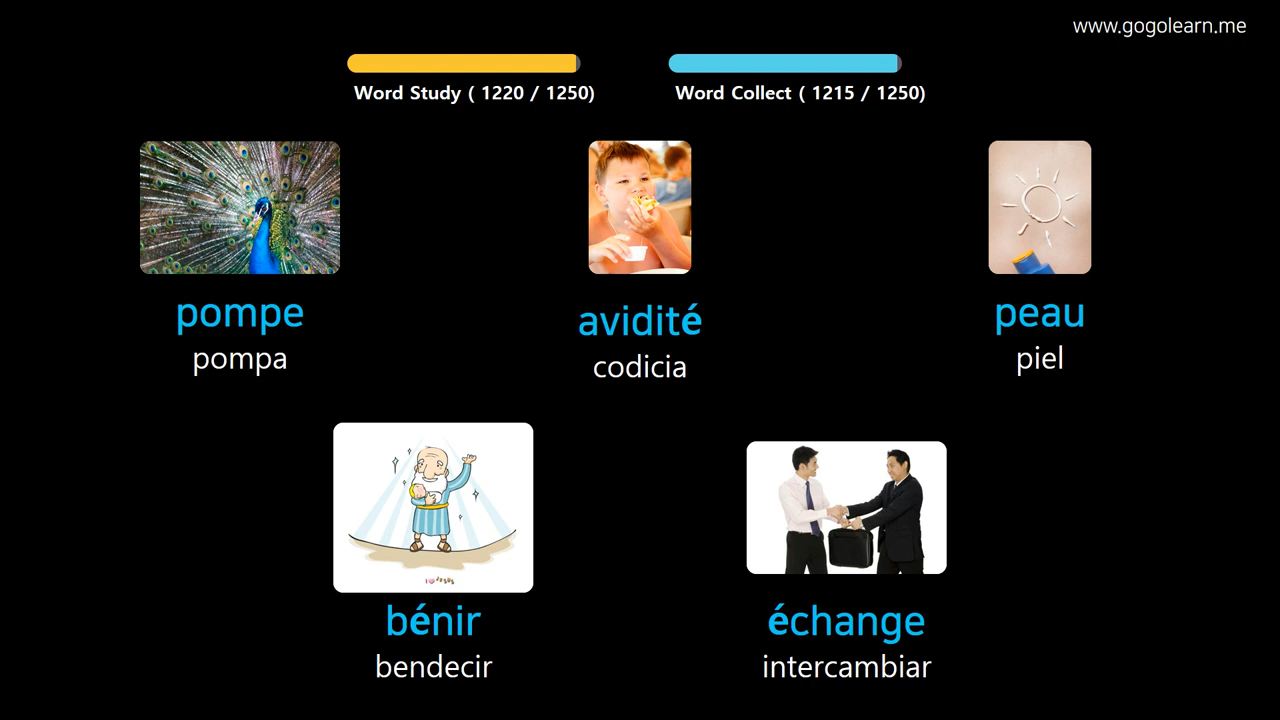 www.gogolearn.me
Word Study ( 1220 / 1250)
Word Collect ( 1215 / 1250)
pompe
pompa
avidité
codicia
peau
piel
I ❤ JESUS
bénir
bendecir
échange
intercambiar